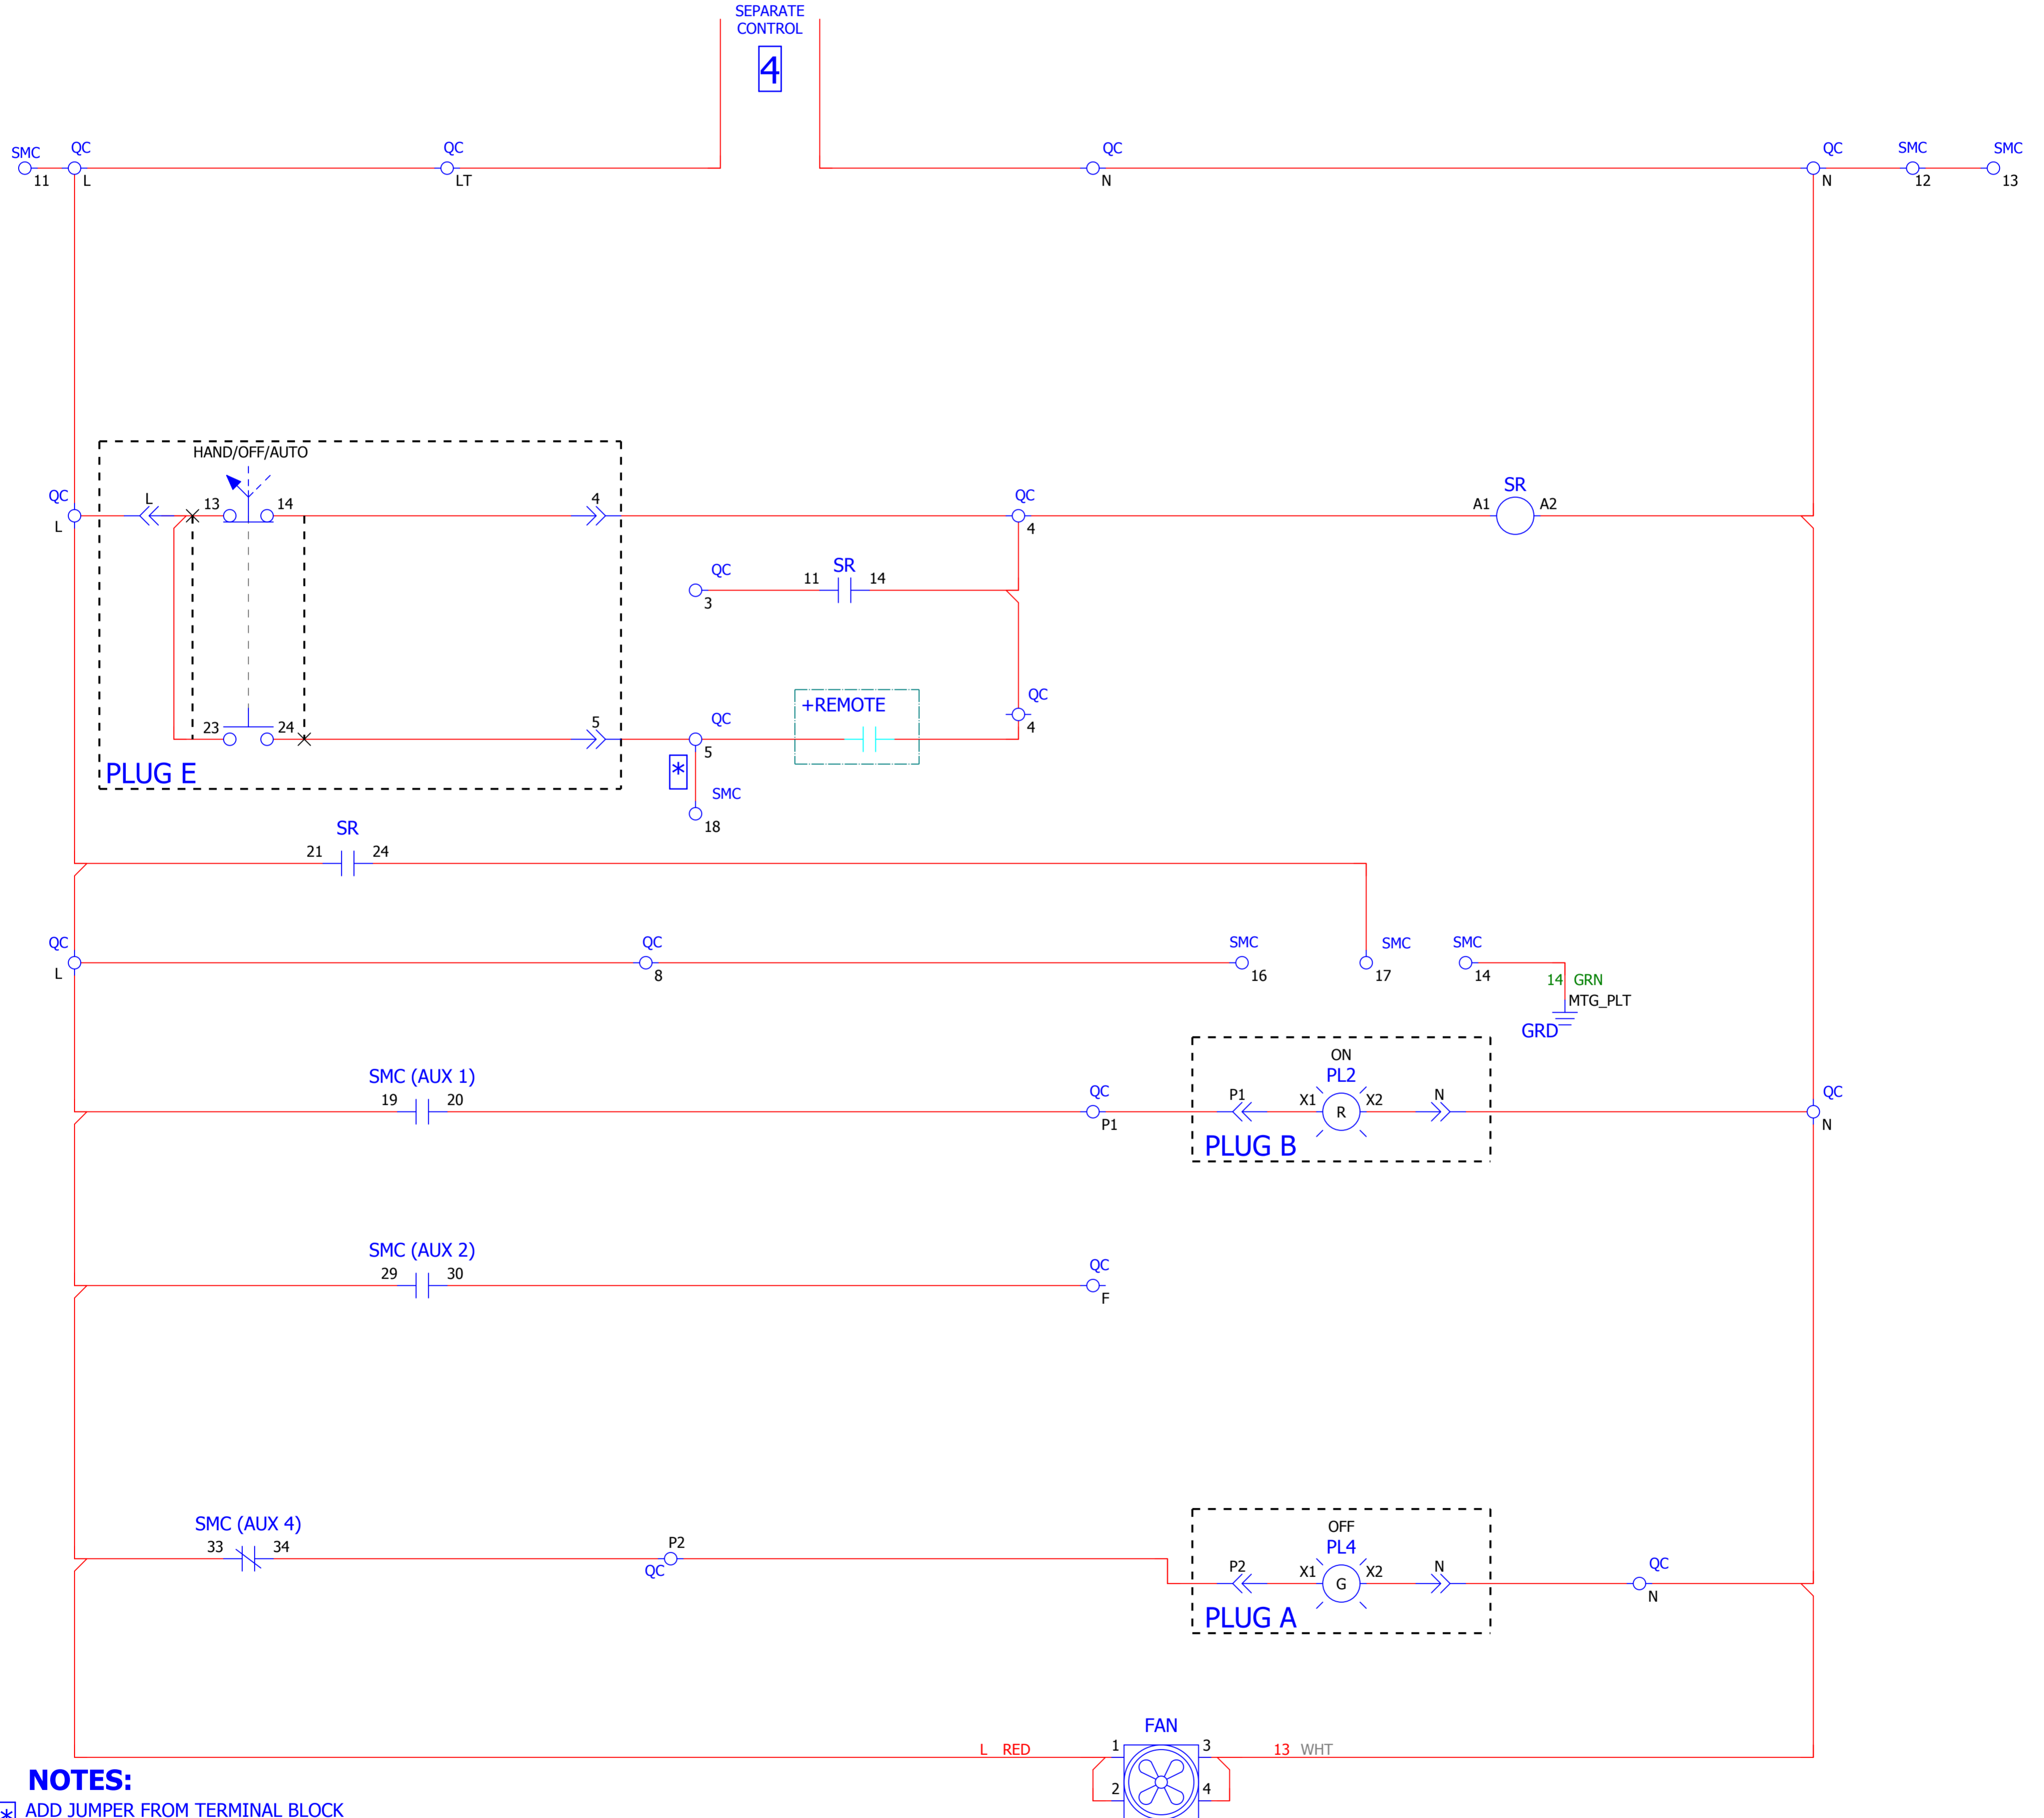 SEPARATE
CONTROL
4
SMC
11
QC
L
QC
LT
QC
N
QC
N
SMC
12
SMC
13
HAND/OFF/AUTO
QC
L
L
13
14
4
QC
4
SR
A1
A2
QC
3
SR
11
14
23
24
5
PLUG E
QC
5
*
SMC
18
+REMOTE
QC
4
SR
21
24
QC
L
QC
8
SMC
16
SMC
17
SMC
14
14 GRN
MTG_PLT
GRD
SMC (AUX 1)
19
20
QC
P1
ON
PL2
P1
X1
R
X2
N
PLUG B
QC
N
SMC (AUX 2)
29
30
QC
F
SMC (AUX 4)
33
34
P2
QC
OFF
PL4
P2
X1
G
X2
N
PLUG A
QC
N
FAN
L RED
1
3
13 WHT
2
4
NOTES:
* ADD JUMPER FROM TERMINAL BLOCK